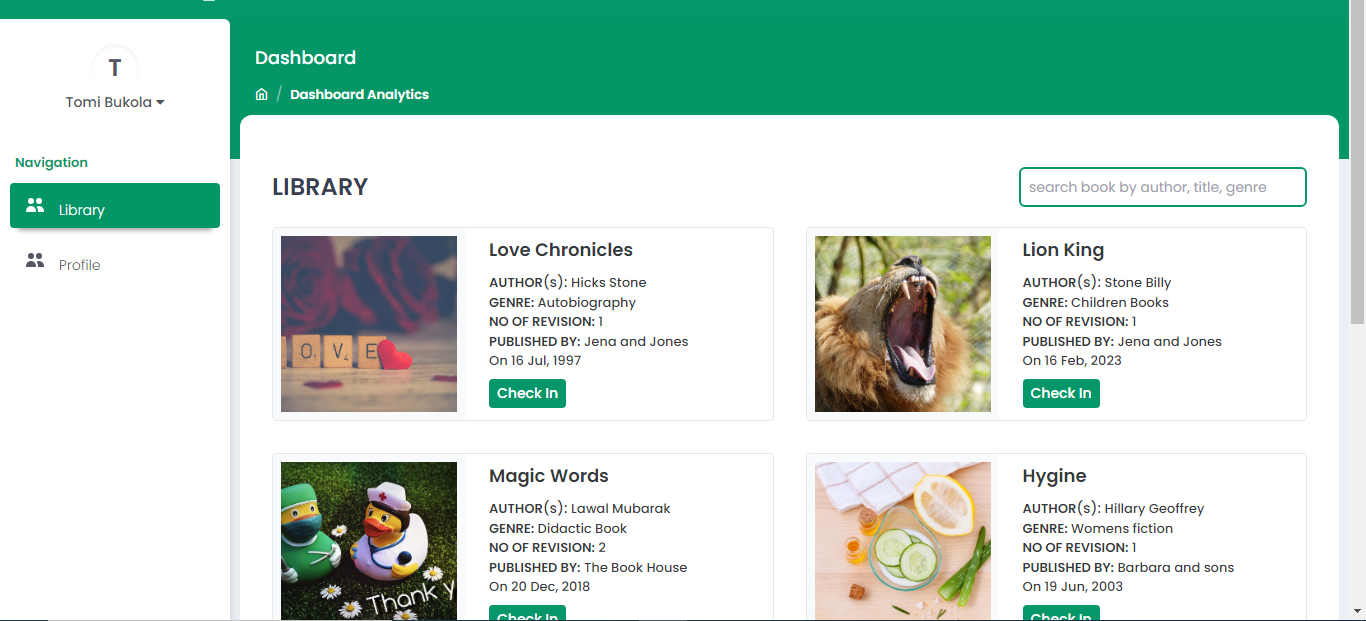 T
Tomi Bukola
Navigation
Library
Profile
Dashboard
/ Dashboard Analytics
LIBRARY
search book by author, title, genre
O V E
Love Chronicles
AUTHOR(s): Hicks Stone
GENRE: Autobiography
NO OF REVISION: 1
PUBLISHED BY: Jena and Jones
On 16 Jul, 1997
Check In
Lion King
AUTHOR(s): Stone Billy
GENRE: Children Books
NO OF REVISION: 1
PUBLISHED BY: Jena and Jones
On 16 Feb, 2023
Check In
Thank y
Magic Words
AUTHOR(s): Lawal Mubarak
GENRE: Didactic Book
NO OF REVISION: 2
PUBLISHED BY: The Book House
On 20 Dec, 2018
Check In
Hygine
AUTHOR(s): Hillary Geoffrey
GENRE: Womens fiction
NO OF REVISION: 1
PUBLISHED BY: Barbara and sons
On 19 Jun, 2003
Check In